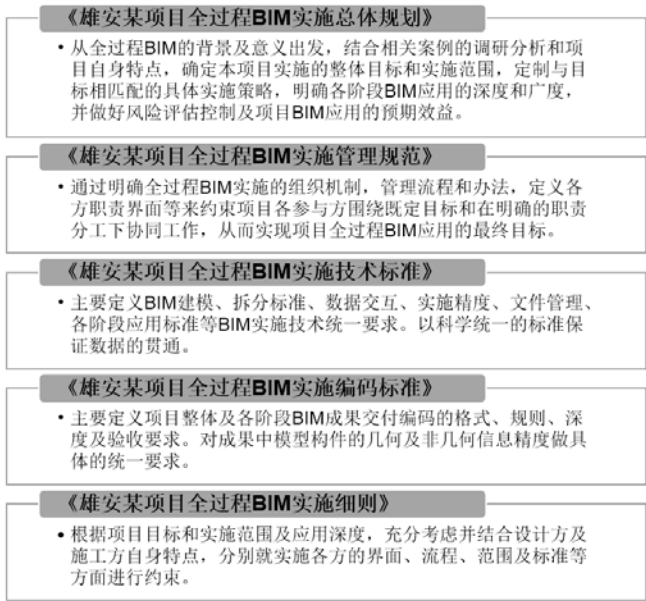 《雄安某项目全过程BIM实施总体规划》
• 从全过程BIM的背景及意义出发，结合相关案例的调研分析和项
目自身特点，确定本项目实施的整体目标和实施范围，定制与目
标相匹配的具体实施策略，明确各阶段BIM应用的深度和广度，
并做好风险评估控制及项目BIM应用的预期效益。
《雄安某项目全过程BIM实施管理规范》
• 通过明确全过程BIM实施的组织机制，管理流程和办法，定义各
方职责界面等来约束项目各参与方围绕既定目标和在明确的职责
分工下协同工作，从而实现项目全过程BIM应用的最终目标。
《雄安某项目全过程BIM实施技术标准》
• 主要定义BIM建模、拆分标准、数据交互、实施精度、文件管理、
各阶段应用标准等BIM实施技术统一要求。以科学统一的标准保
证数据的贯通。
《雄安某项目全过程BIM实施编码标准》
• 主要定义项目整体及各阶段BIM成果交付编码的格式、规则、深
度及验收要求。对成果中模型构件的几何及非几何信息精度做具
体的统一要求。
《雄安某项目全过程BIM实施细则》
• 根据项目目标和实施范围及应用深度，充分考虑并结合设计方及
施工方自身特点，分别就实施各方的界面、流程、范围及标准等
方面进行约束。